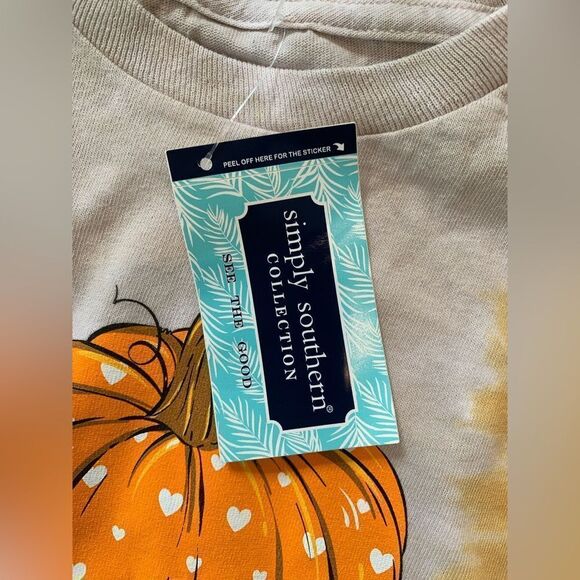 PEEL OFF HERE FOR THE STICKER
simply southern®
COLLECTION
SEE THE GOOD